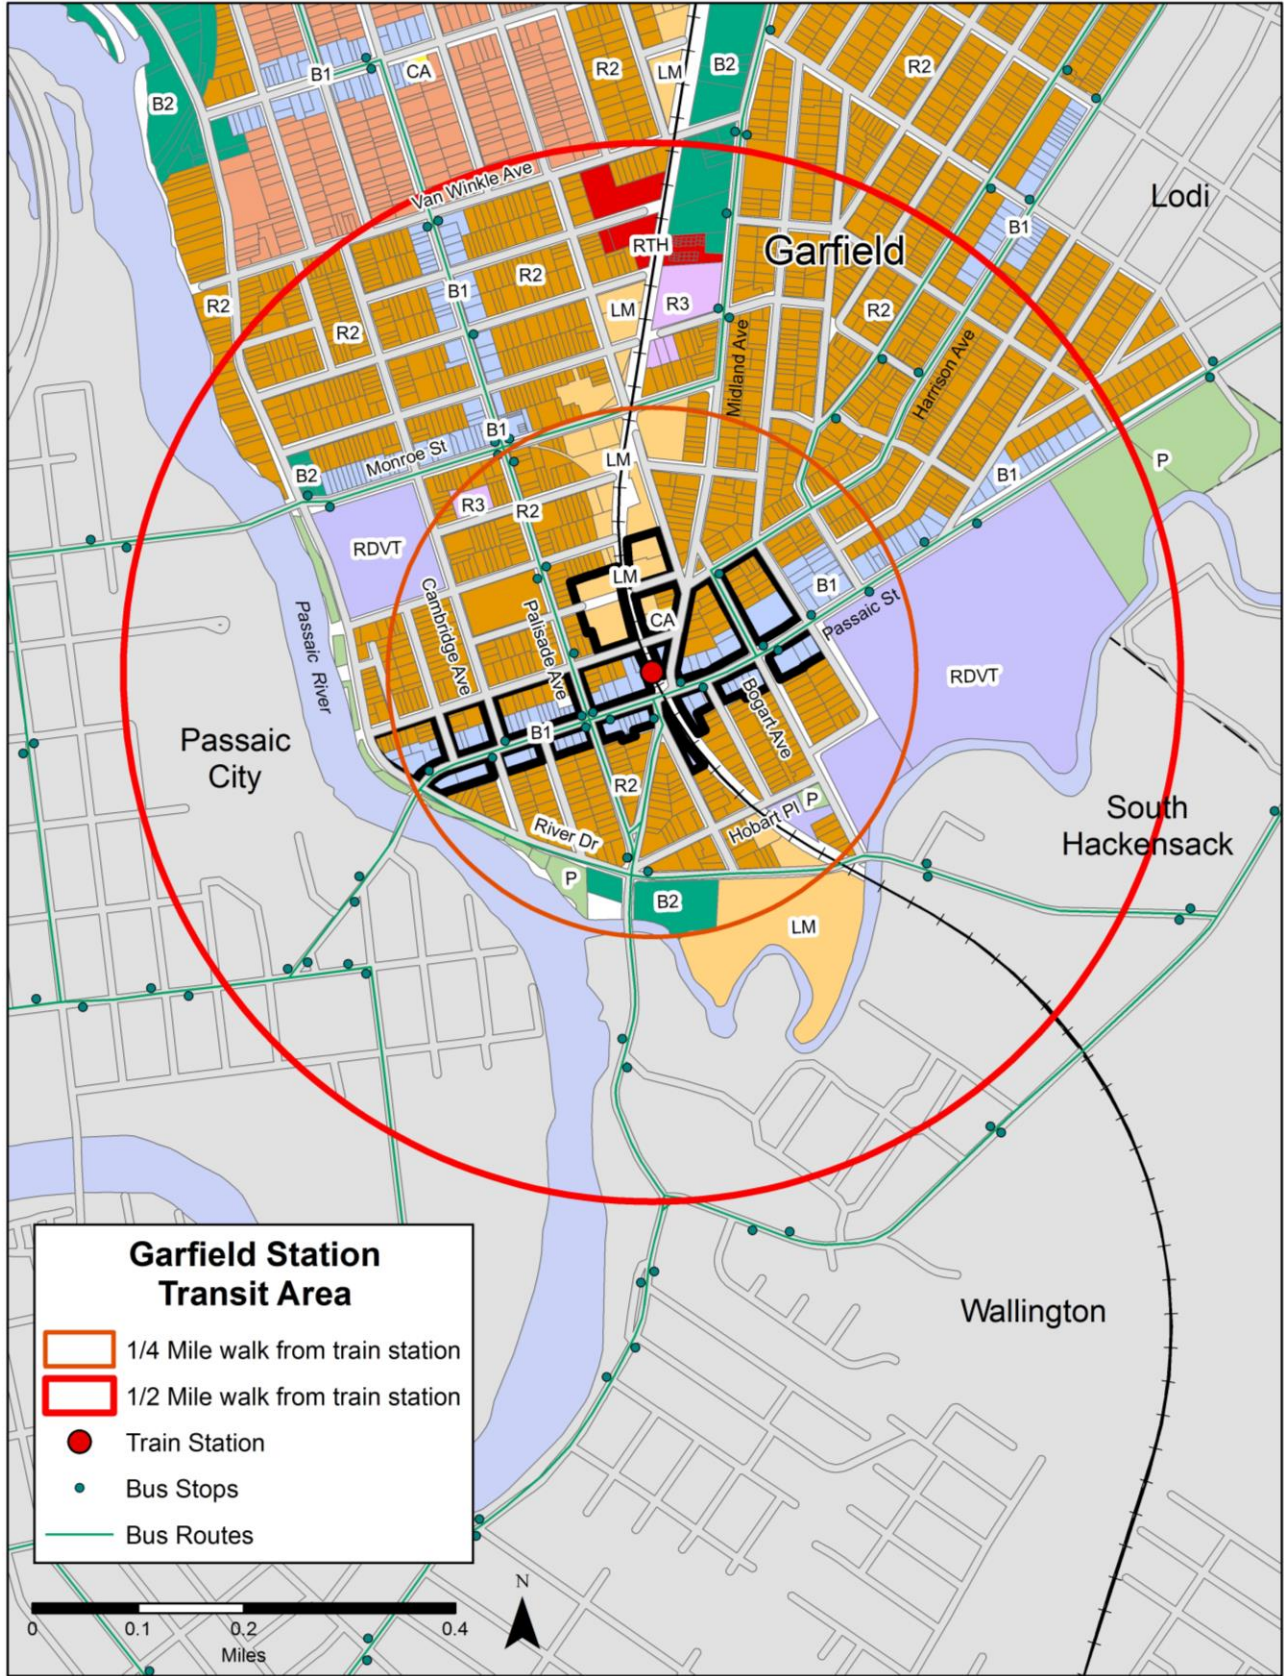 B2
B1
CA
R2
LM
B2
R2
Lodi
Van Winkle Ave
B1
Garfield
RTH
R2
R2
R2
B1
LM
R3
R2
Midland Ave
Harrison Ave
B1
Monroe St
B2
LM
B1
P
R3
R2
RDVT
LM
B1
Cambridge Ave
Palisade Ave
CA
Passaic St
Passaic River
RDVT
Bogart Ave
Passaic
City
B1
R2
P
Hobart Pl
River Dr
South
Hackensack
P
B2
LM
Wallington
Garfield Station
Transit Area
1/4 Mile walk from train station
1/2 Mile walk from train station
Train Station
Bus Stops
Bus Routes
N
0
0.1
0.2
0.4
Miles